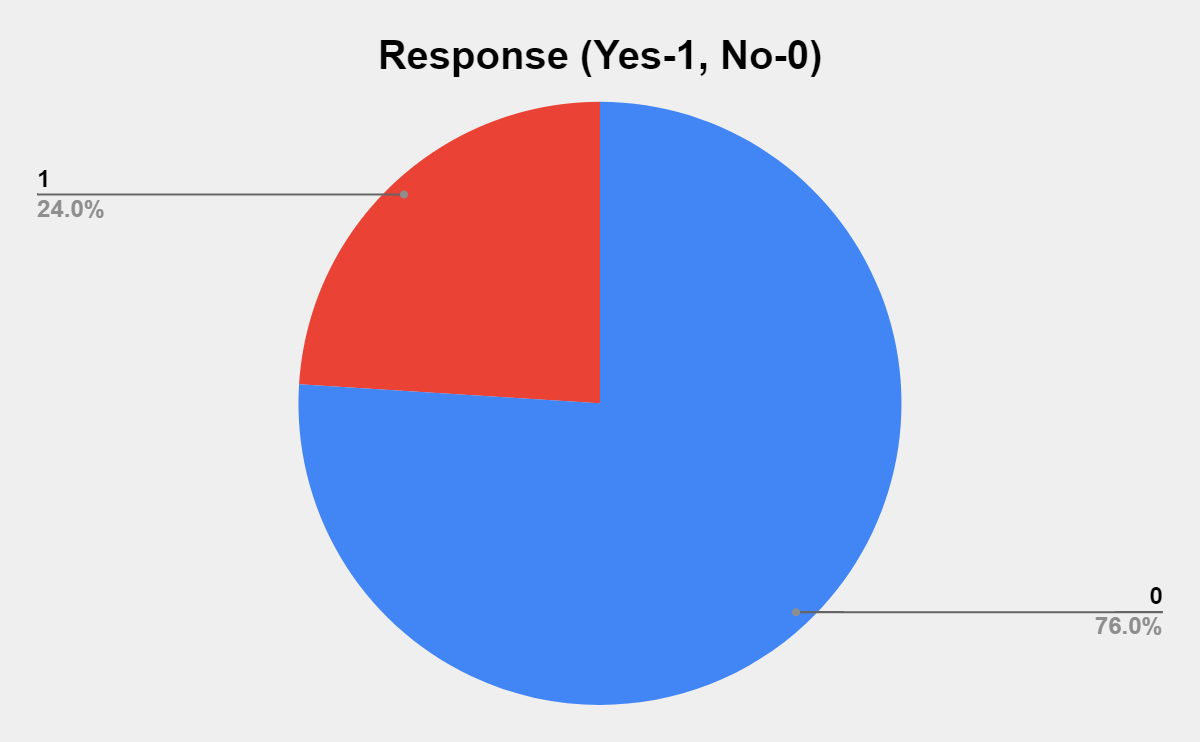 Response (Yes-1, No-0)
1
24.0%
0
76.0%